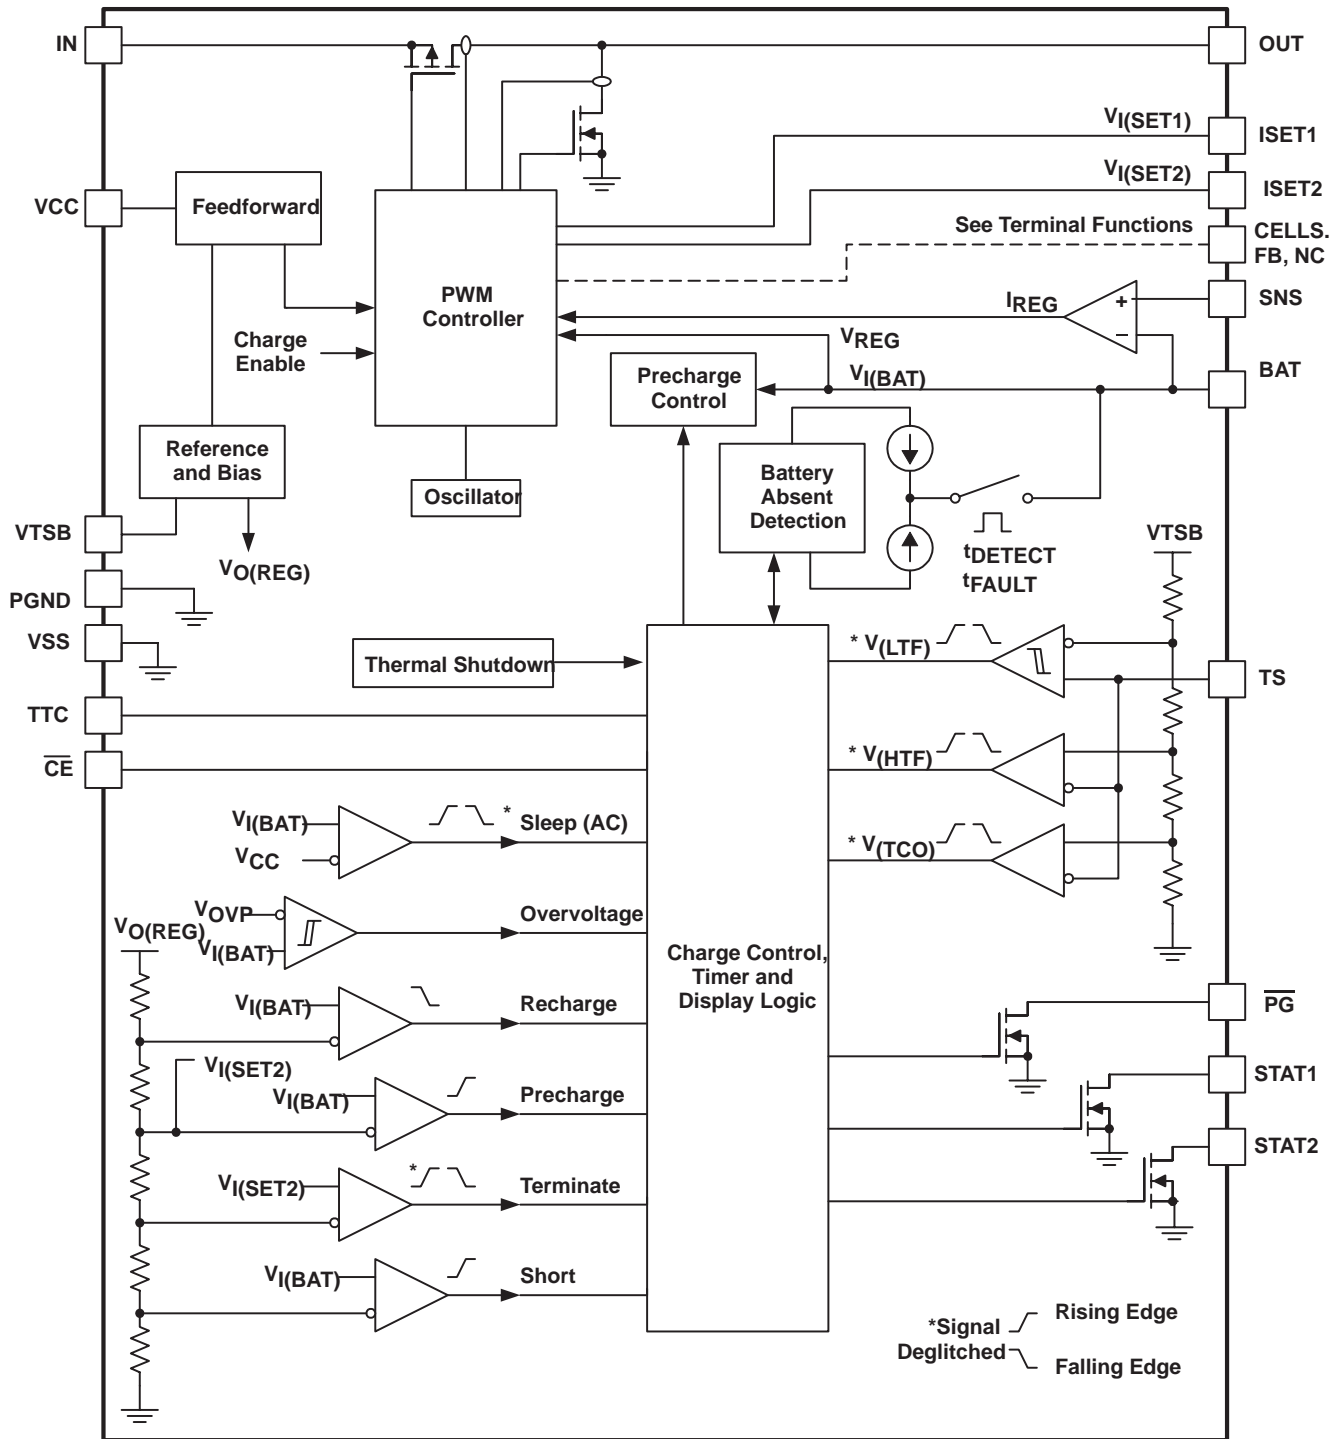 IN
OUT
VI(SET1)
ISET1
VI(SET2)
ISET2
VCC
Feedforward
See Terminal Functions
CELLS.
FB, NC
PWM
Controller
IREG
+
−
SNS
Charge
Enable
VREG
Precharge
Control
VI(BAT)
BAT
Reference
and Bias
Oscillator
Battery
Absent
Detection
VTSB
VO(REG)
tDETECT
tFAULT
VTSB
PGND
VSS
Thermal Shutdown
* V(LTF)
TS
TTC
CE
* V(HTF)
VI(BAT)
VCC
* Sleep (AC)
* V(TCO)
VO(REG)
VOVP
VI(BAT)
Overvoltage
Charge Control,
Timer and
Display Logic
VI(BAT)
Recharge
PG
VI(SET2)
VI(BAT)
Precharge
STAT1
STAT2
VI(SET2)
*
Terminate
VI(BAT)
Short
*Signal
Deglitched
Rising Edge
Falling Edge